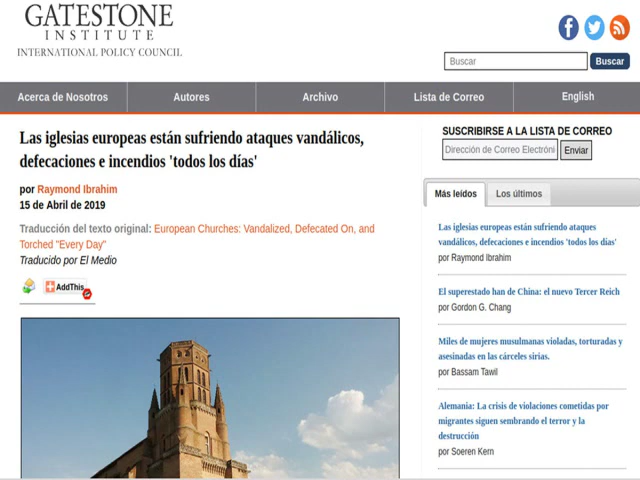 GATESTONE
INSTITUTE
INTERNATIONAL POLICY COUNCIL
Buscar
Buscar
Acerca de Nosotros
Autores
Archivo
Lista de Correo
English
Las iglesias europeas están sufriendo ataques vandálicos,
defecaciones e incendios 'todos los días'
por Raymond Ibrahim
15 de Abril de 2019
Traducción del texto original: European Churches: Vandalized, Defecated On, and
Torched "Every Day"
Traducido por El Medio
AddThis
SUSCRIBIRSE A LA LISTA DE CORREO
Dirección de Correo Electróni
Enviar
Más leídos
Los últimos
Las iglesias europeas están sufriendo ataques
vandálicos, defecaciones e incendios 'todos los días'
por Raymond Ibrahim
El superestado han de China: el nuevo Tercer Reich
por Gordon G. Chang
Miles de mujeres musulmanas violadas, torturadas y
asesinadas en las cárceles sirias.
por Bassam Tawil
Alemania: La crisis de violaciones cometidas por
migrantes siguen sembrando el terror y la
destrucción
por Soeren Kern